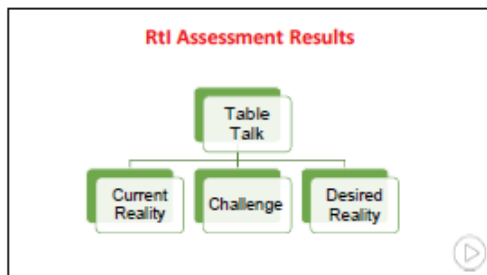 RtI Assessment Results
Table
Talk
Current
Reality
Challenge
Desired
Reality